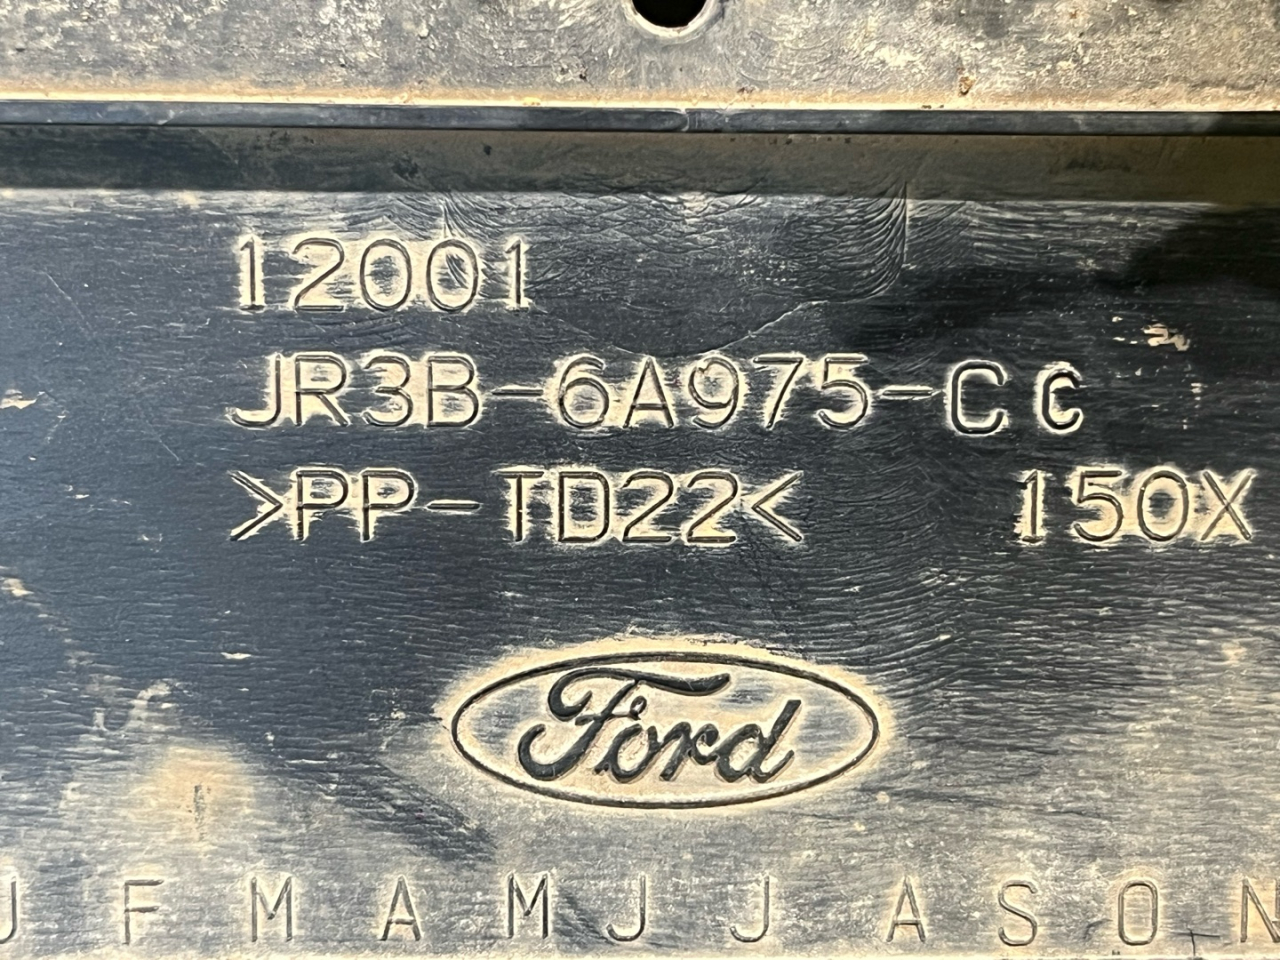 12001
JR3B-6A975-CC
>PP-TD22< 150X
Ford
J F M A M J J A S O N